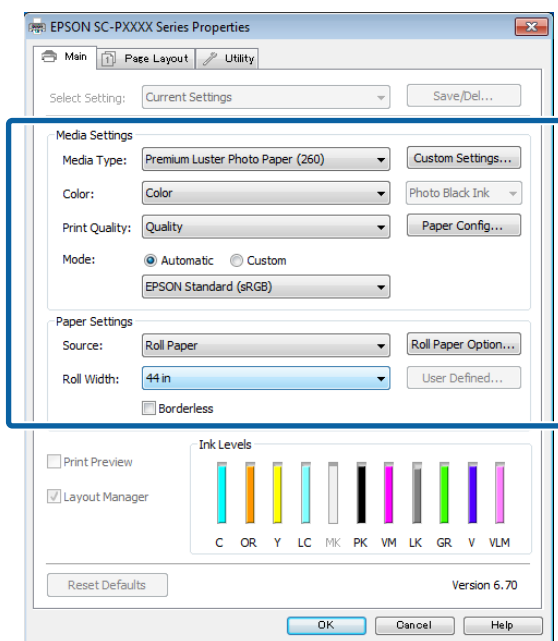 EPSON SC-PXXXX Series Properties
Main Page Layout Utility
Select Setting: Current Settings Save/Del...
Media Settings
Media Type: Premium Luster Photo Paper (260) Custom Settings...
Color: Color Photo Black Ink
Print Quality: Quality Paper Config...
Mode: Automatic Custom
EPSON Standard (sRGB)
Paper Settings
Source: Roll Paper Roll Paper Option...
Roll Width: 44 in User Defined...
Borderless
Print Preview
Layout Manager
Ink Levels
C OR Y LC MK PK VM LK GR V VLM
Reset Defaults Version 6.70
OK Cancel Help